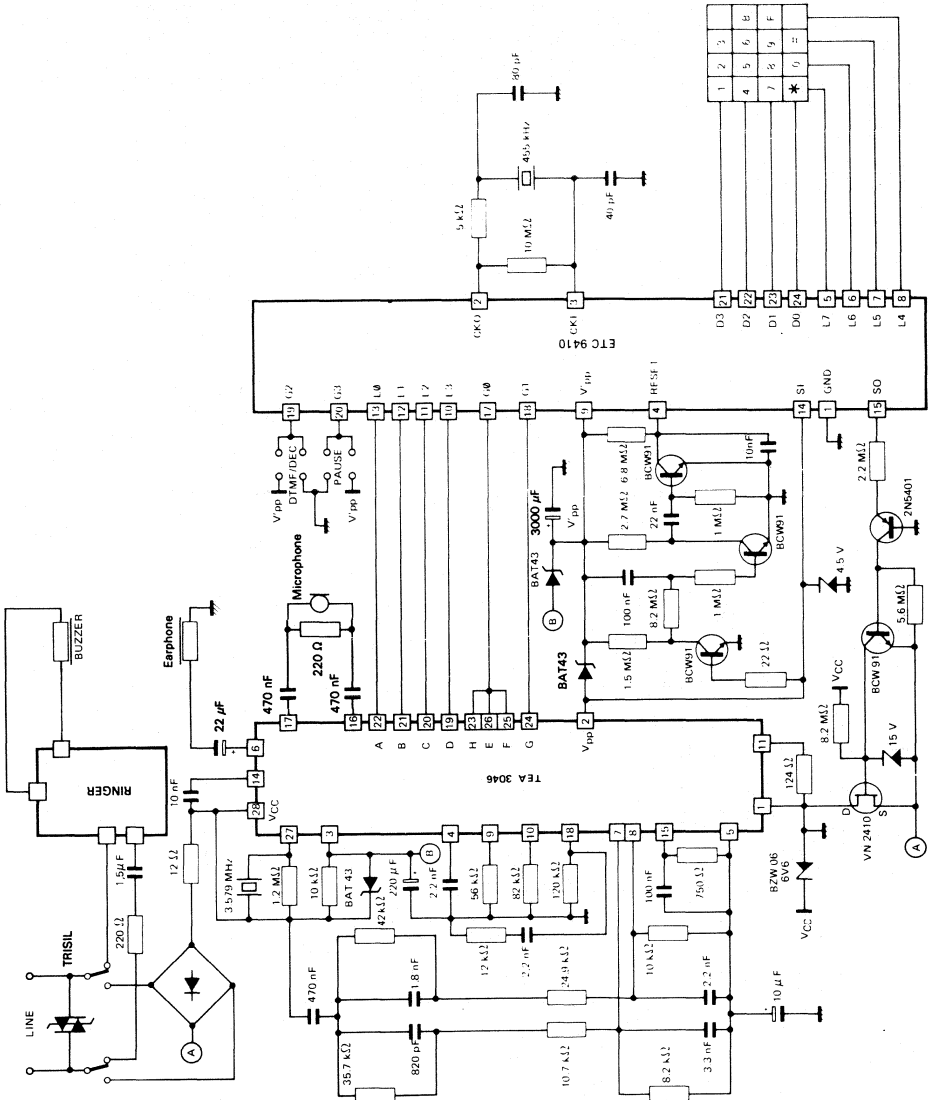 LINE
TRISIL
220 Ω
1,5µF
RINGER
BUZZER
A
12 Ω
10 nF
22 µF
Earphone
28
14
6
VCC
3 579 MHz
1.2 MΩ
27
10 kΩ
3
BAT 43
220 µF
B
42kΩ
470 nF
2.2 nF
4
56 kΩ
9
82 kΩ
10
120 kΩ
18
12 kΩ
2.2 nF
1.8 nF
820 pF
35.7 kΩ
24.9 kΩ
10.7 kΩ
7
8
15
5
100 nF
750 Ω
10 kΩ
2.2 nF
3.3 nF
8.2 kΩ
10 µF
TEA 3046
17
470 nF
Microphone
220 Ω
470 nF
16
22
A
21
B
20
C
19
D
23
H
26
E
25
F
24
G
2
Vpp
11
1
124 Ω
BZW 06
6V6
VCC
VN 2410
D
S
A
15 V
8.2 MΩ
VCC
BCW 91
5.6 MΩ
2N5401
2.2 MΩ
4.5 V
BAT43
1.5 MΩ
BCW91
22 Ω
100 nF
8.2 MΩ
1 MΩ
BCW91
2.7 MΩ
22 nF
1 MΩ
6.8 MΩ
BCW91
10nF
B
BAT43
3000 µF
V'pp
V'pp
DTMF/DEC
PAUSE
V'pp
ETC 9410
19
G2
20
G3
13
L0
12
L1
11
L2
10
L3
17
G0
18
G1
9
V'pp
4
RESET
14
SI
1
GND
15
SO
2
CKO
3
CKI
5 kΩ
10 MΩ
455 kHz
80 pF
40 pF
D3
21
D2
22
D1
23
D0
24
L7
5
L6
6
L5
7
L4
8
1 2 3
4 5 6 B
7 8 9 F
* 0 #